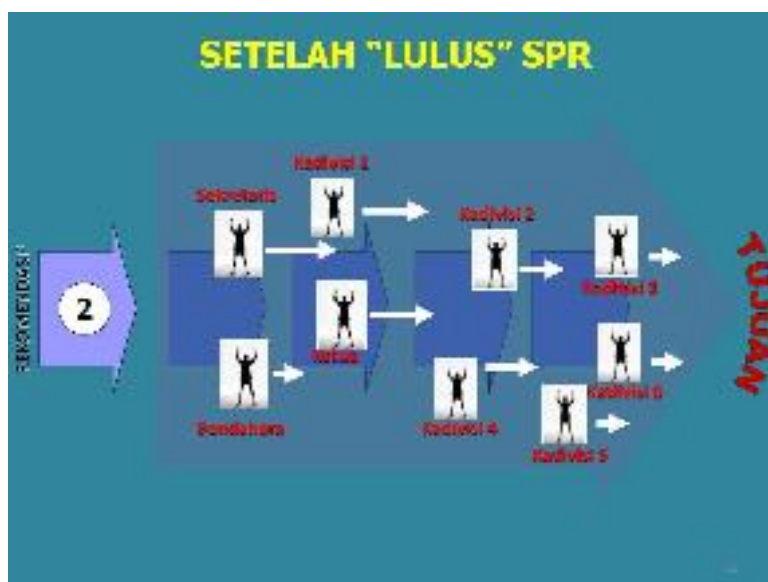 SETELAH "LULUS" SPR
Kadivisi 1
Sekretaris
Kadivisi 2
Kadivisi 3
REKOMENDASI
2
TUJUAN
Ketua
Kadivisi 6
Bendahara
Kadivisi 4
Kadivisi 5